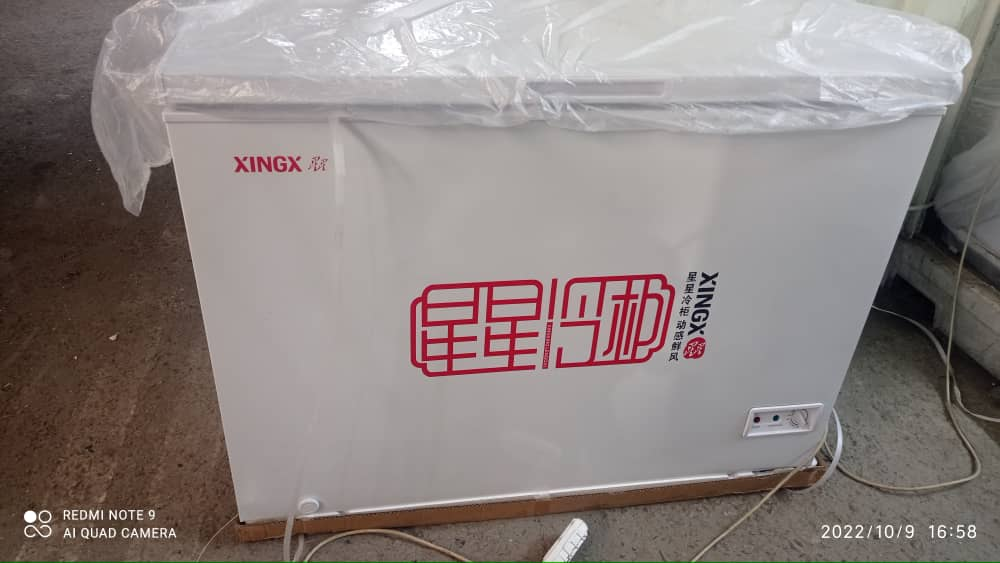 XINGX
星星冷柜
XINGX
星星冷柜 动感鲜风
REDMI NOTE 9
AI QUAD CAMERA
2022/10/9 16:58